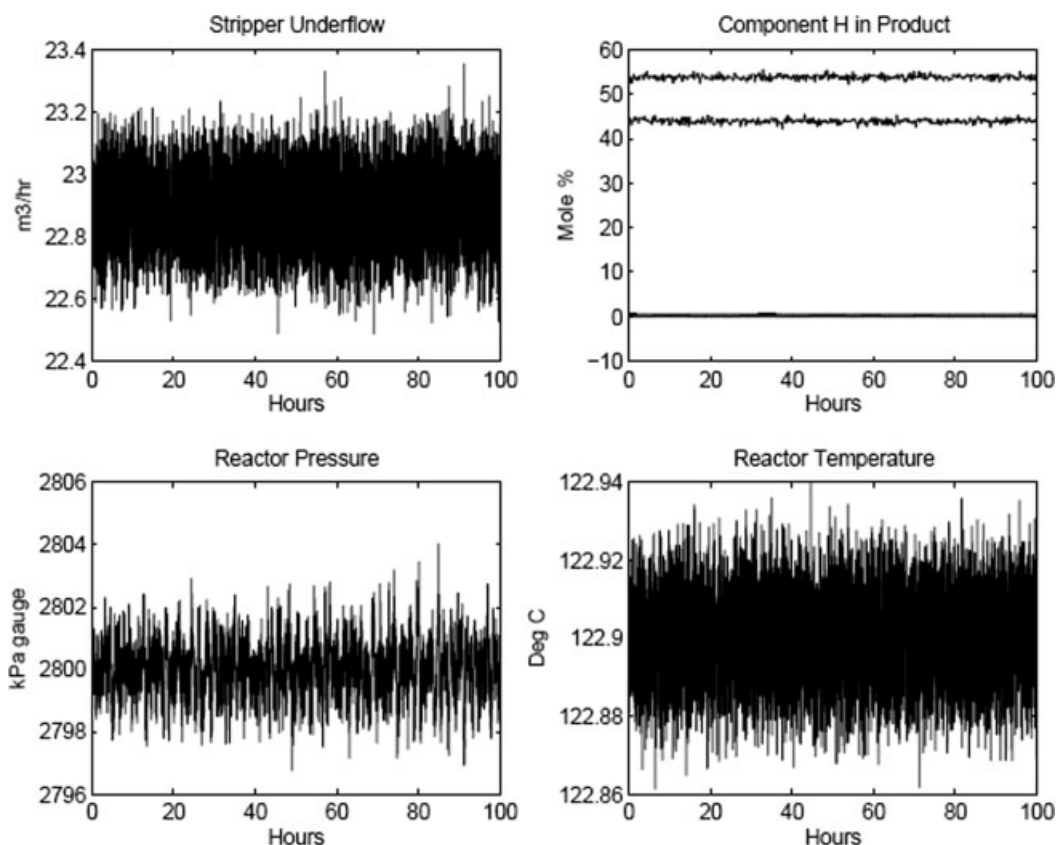 Stripper Underflow
23.4
23.2
23
22.8
22.6
22.4
m3/hr
0 20 40 60 80 100
Hours
Component H in Product
60
50
40
30
20
10
0
−10
Mole %
0 20 40 60 80 100
Hours
Reactor Pressure
2806
2804
2802
2800
2798
2796
kPa gauge
0 20 40 60 80 100
Hours
Reactor Temperature
122.94
122.92
122.9
122.88
122.86
Deg C
0 20 40 60 80 100
Hours